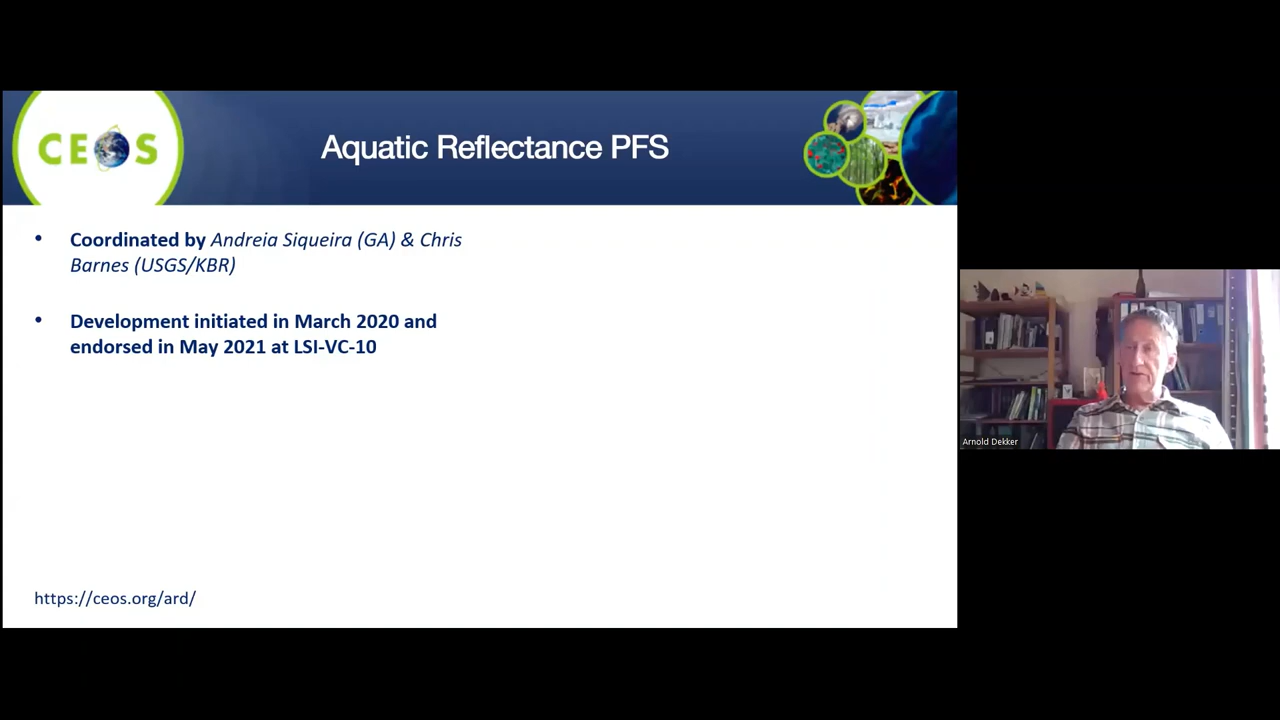 CEOS
Aquatic Reflectance PFS
• Coordinated by Andreia Siqueira (GA) & Chris
Barnes (USGS/KBR)
• Development initiated in March 2020 and
endorsed in May 2021 at LSI-VC-10
https://ceos.org/ard/
Arnold Dekker